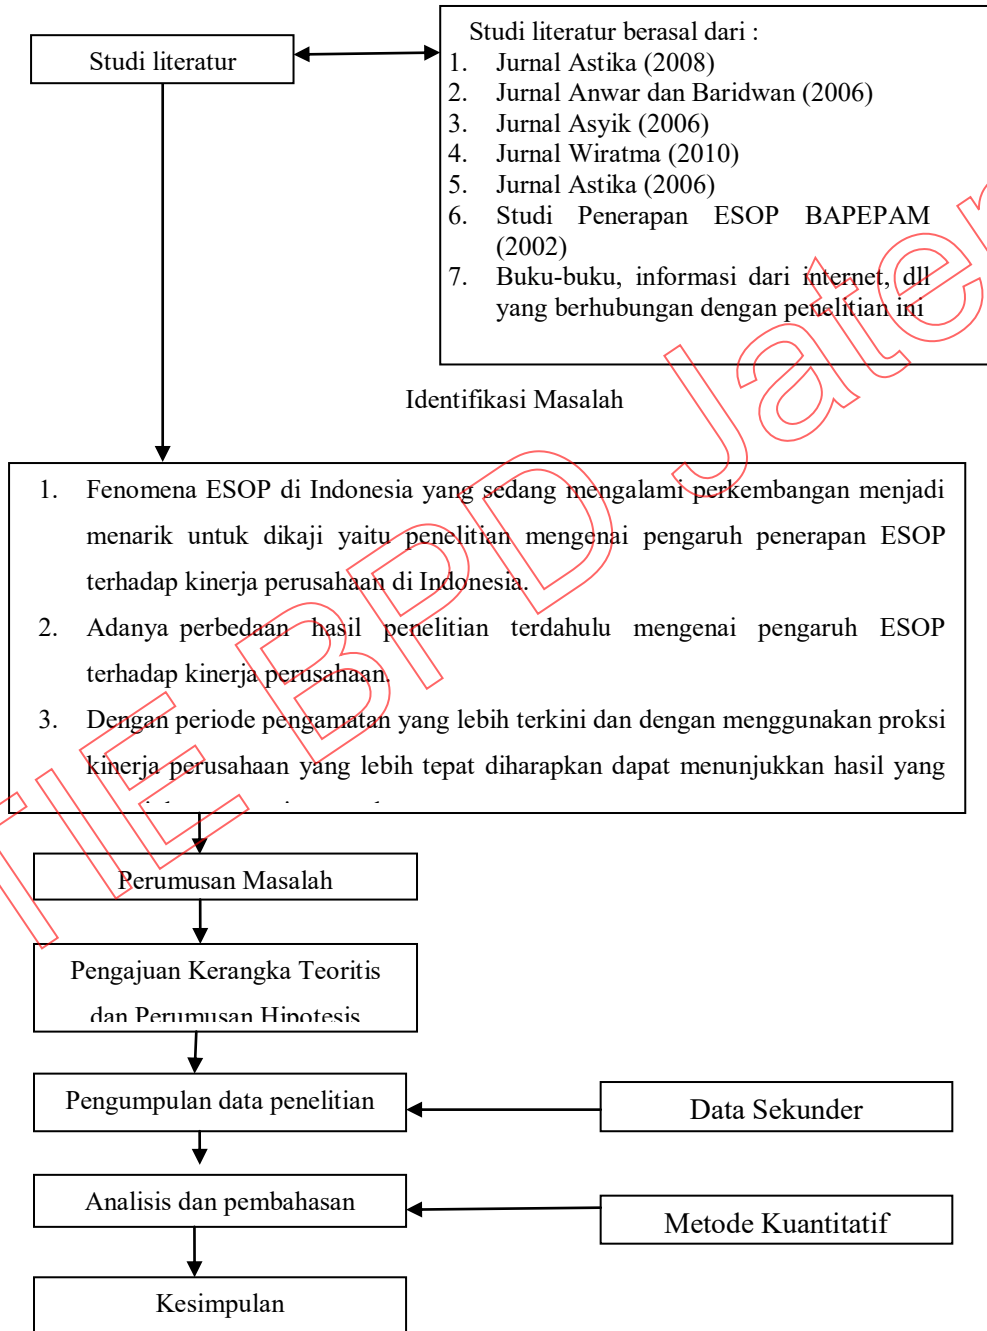 Studi literatur
Studi literatur berasal dari :
1. Jurnal Astika (2008)
2. Jurnal Anwar dan Baridwan (2006)
3. Jurnal Asyik (2006)
4. Jurnal Wiratma (2010)
5. Jurnal Astika (2006)
6. Studi Penerapan ESOP BAPEPAM
(2002)
7. Buku-buku, informasi dari internet, dll
yang berhubungan dengan penelitian ini
Identifikasi Masalah
1. Fenomena ESOP di Indonesia yang sedang mengalami perkembangan menjadi
menarik untuk dikaji yaitu penelitian mengenai pengaruh penerapan ESOP
terhadap kinerja perusahaan di Indonesia.
2. Adanya perbedaan hasil penelitian terdahulu mengenai pengaruh ESOP
terhadap kinerja perusahaan.
3. Dengan periode pengamatan yang lebih terkini dan dengan menggunakan proksi
kinerja perusahaan yang lebih tepat diharapkan dapat menunjukkan hasil yang
Perumusan Masalah
Pengajuan Kerangka Teoritis
dan Perumusan Hipotesis
Pengumpulan data penelitian
Data Sekunder
Analisis dan pembahasan
Metode Kuantitatif
Kesimpulan
TIE BPD Jate